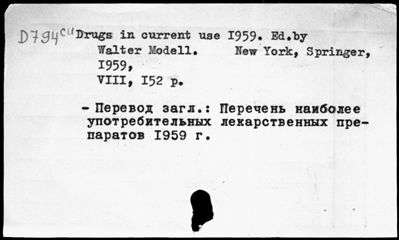 D794cu Drugs in current use 1959. Ed.by
Walter Modell. New York, Springer,
1959,
VIII, 152 p.
- Перевод загл.: Перечень наиболее
употребительных лекарственных пре-
паратов 1959 г.